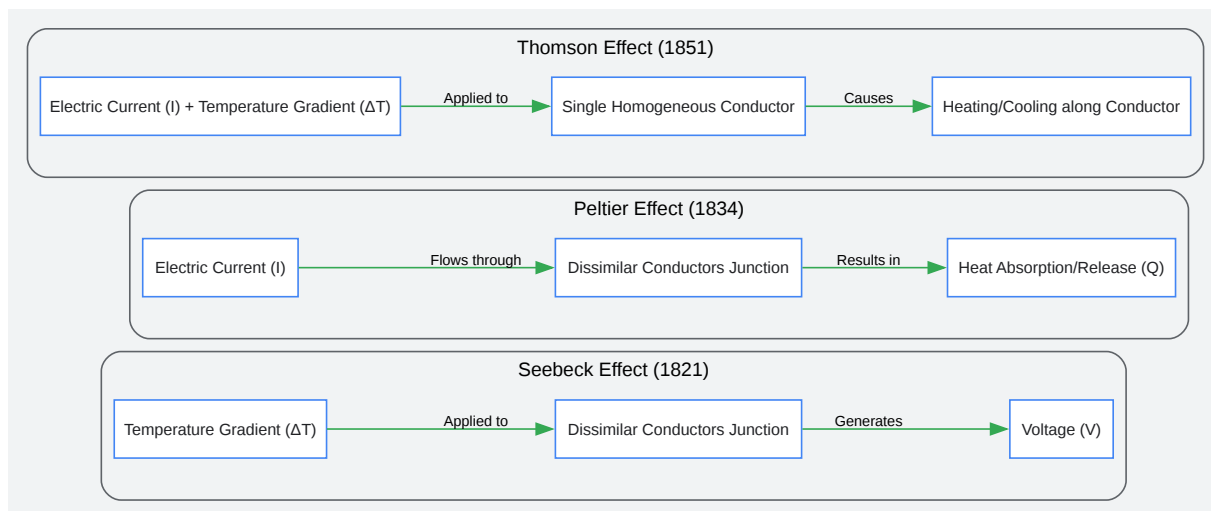 Thomson Effect (1851)
Electric Current (I) + Temperature Gradient (ΔT)
Applied to
Single Homogeneous Conductor
Causes
Heating/Cooling along Conductor
Peltier Effect (1834)
Electric Current (I)
Flows through
Dissimilar Conductors Junction
Results in
Heat Absorption/Release (Q)
Seebeck Effect (1821)
Temperature Gradient (ΔT)
Applied to
Dissimilar Conductors Junction
Generates
Voltage (V)